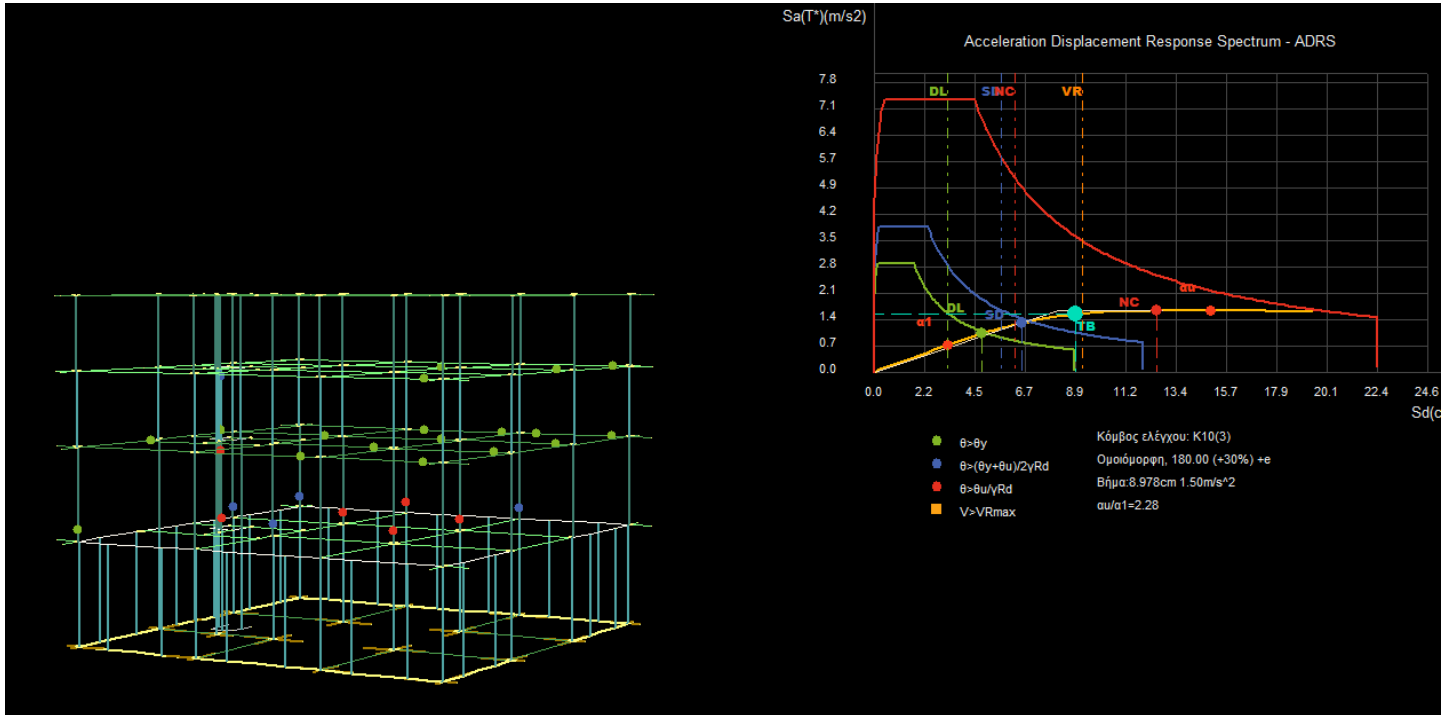 Sa(T*)(m/s2)
Acceleration Displacement Response Spectrum - ADRS
7.8
DL
NC
VR
7.1
6.4
5.7
4.9
4.2
3.5
2.8
2.1
1.4
0.7
0.0
αu
NC
DL
SD
α1
TB
0.0 2.2 4.5 6.7 8.9 11.2 13.4 15.7 17.9 20.1 22.4 24.6
Sd(c
θ>θy
θ>(θy+θu)/2γRd
θ>θu/γRd
V>VRmax
Κόμβος ελέγχου: K10(3)
Ομοιόμορφη, 180.00 (+30%) +e
Βήμα:8.978cm 1.50m/s^2
αu/α1=2.28